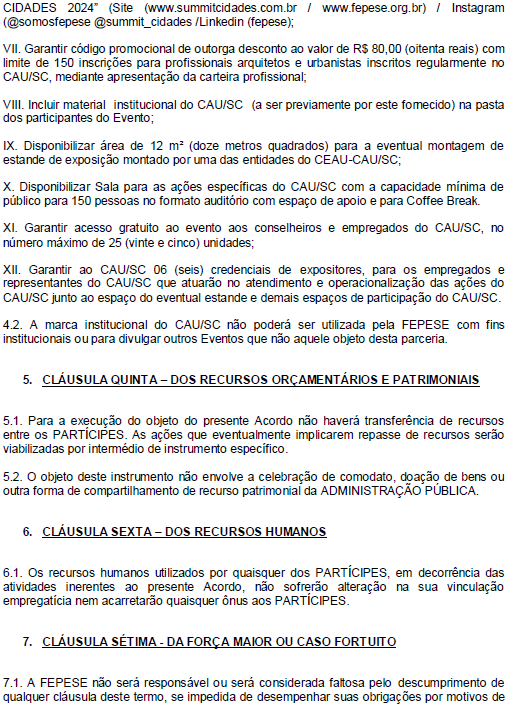 CIDADES 2024” (Site (www.summitcidades.com.br / www.fepese.org.br) / Instagram
(@somosfepese @summit_cidades /Linkedin (fepese);
VII. Garantir código promocional de outorga desconto ao valor de R$ 80,00 (oitenta reais) com
limite de 150 inscrições para profissionais arquitetos e urbanistas inscritos regularmente no
CAU/SC, mediante apresentação da carteira profissional;
VIII. Incluir material institucional do CAU/SC (a ser previamente por este fornecido) na pasta
dos participantes do Evento;
IX. Disponibilizar área de 12 m² (doze metros quadrados) para a eventual montagem de
estande de exposição montado por uma das entidades do CEAU-CAU/SC;
X. Disponibilizar Sala para as ações específicas do CAU/SC com a capacidade mínima de
público para 150 pessoas no formato auditório com espaço de apoio e para Coffee Break.
XI. Garantir acesso gratuito ao evento aos conselheiros e empregados do CAU/SC, no
número máximo de 25 (vinte e cinco) unidades;
XII. Garantir ao CAU/SC 06 (seis) credenciais de expositores, para os empregados e
representantes do CAU/SC que atuarão no atendimento e operacionalização das ações do
CAU/SC junto ao espaço do eventual estande e demais espaços de participação do CAU/SC.
4.2. A marca institucional do CAU/SC não poderá ser utilizada pela FEPESE com fins
institucionais ou para divulgar outros Eventos que não aquele objeto desta parceria.
5. CLÁUSULA QUINTA – DOS RECURSOS ORÇAMENTÁRIOS E PATRIMONIAIS
5.1. Para a execução do objeto do presente Acordo não haverá transferência de recursos
entre os PARTÍCIPES. As ações que eventualmente implicarem repasse de recursos serão
viabilizadas por intermédio de instrumento específico.
5.2. O objeto deste instrumento não envolve a celebração de comodato, doação de bens ou
outra forma de compartilhamento de recurso patrimonial da ADMINISTRAÇÃO PÚBLICA.
6. CLÁUSULA SEXTA – DOS RECURSOS HUMANOS
6.1. Os recursos humanos utilizados por quaisquer dos PARTÍCIPES, em decorrência das
atividades inerentes ao presente Acordo, não sofrerão alteração na sua vinculação
empregatícia nem acarretarão quaisquer ônus aos PARTÍCIPES.
7. CLÁUSULA SÉTIMA - DA FORÇA MAIOR OU CASO FORTUITO
7.1. A FEPESE não será responsável ou será considerada faltosa pelo descumprimento de
qualquer cláusula deste termo, se impedida de desempenhar suas obrigações por motivos de